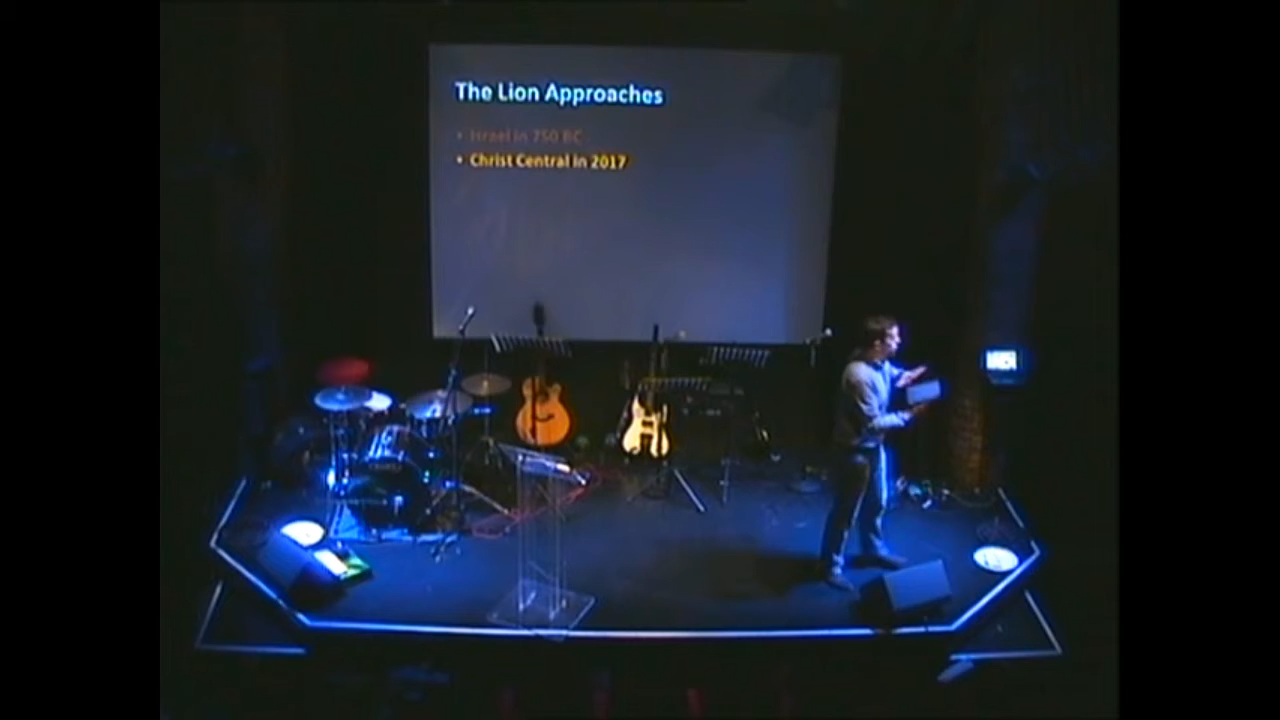 The Lion Approaches
• Israel in 750 BC
• Christ Central in 2017